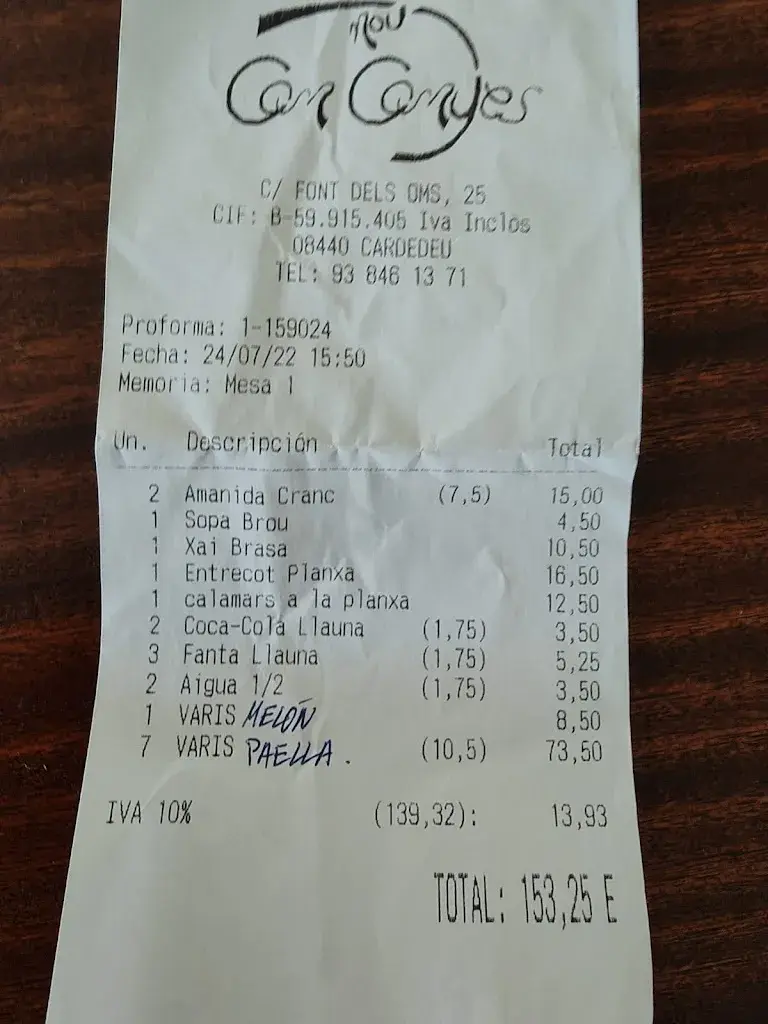 nou
Can Canyes
C/ FONT DELS OMS, 25
CIF: B-59.915.405 Iva Inclos
08440 CARDEDEU
TEL: 93 846 13 71
Proforma: 1-159024
Fecha: 24/07/22 15:50
Memoria: Mesa 1
Un. Descripción Total
2 Amanida Cranc (7,5) 15,00
1 Sopa Brou 4,50
1 Xai Brasa 10,50
1 Entrecot Planxa 16,50
1 calamars a la planxa 12,50
2 Coca-Cola Llauna (1,75) 3,50
3 Fanta Llauna (1,75) 5,25
2 Aigua 1/2 (1,75) 3,50
1 VARIS MELÓN 8,50
7 VARIS PAELLA. (10,5) 73,50
IVA 10% (139,32): 13,93
TOTAL: 153,25 E